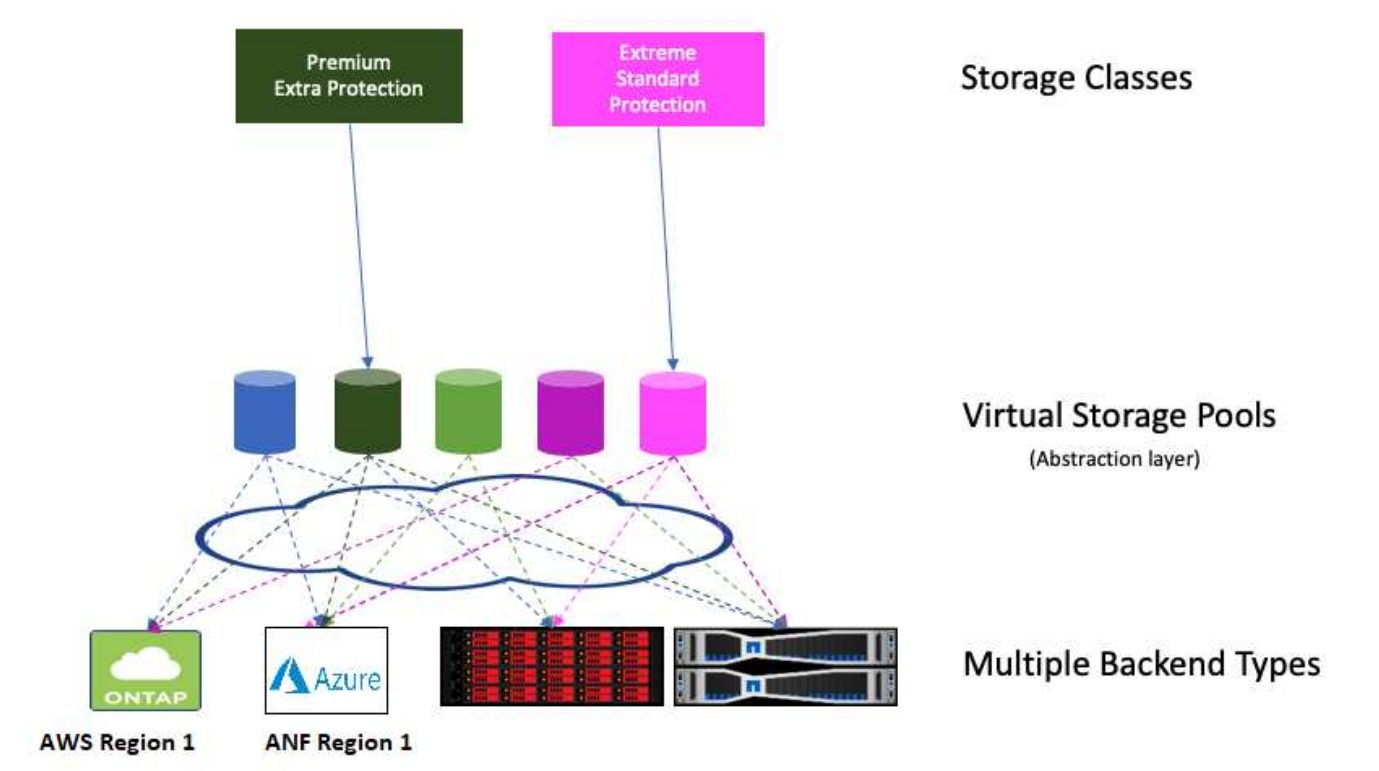 Premium
Extra Protection
Extreme
Standard
Protection
Storage Classes
Virtual Storage Pools
(Abstraction layer)
ONTAP
Azure
Multiple Backend Types
AWS Region 1
ANF Region 1